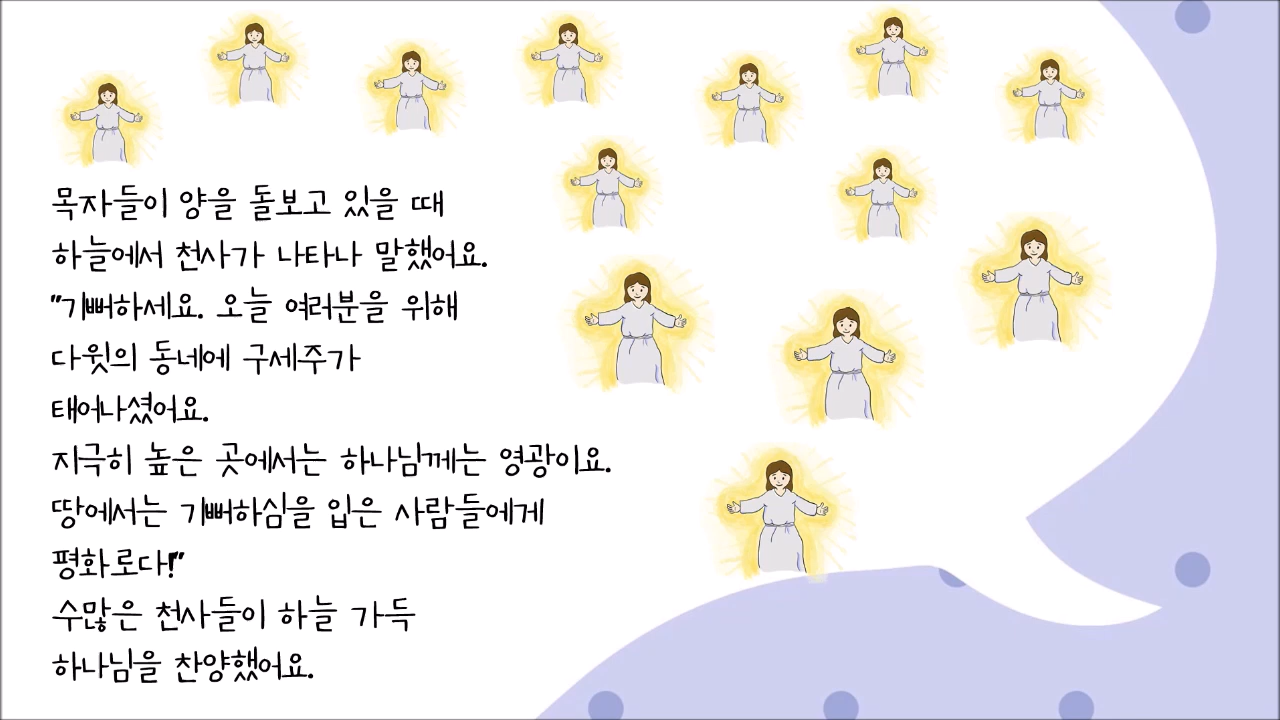 목자들이 양을 돌보고 있을 때
하늘에서 천사가 나타나 말했어요.
"기뻐하세요. 오늘 여러분을 위해
다윗의 동네에 구세주가
태어나셨어요.
지극히 높은 곳에서는 하나님께는 영광이요.
땅에서는 기뻐하심을 입은 사람들에게
평화로다!"
수많은 천사들이 하늘 가득
하나님을 찬양했어요.